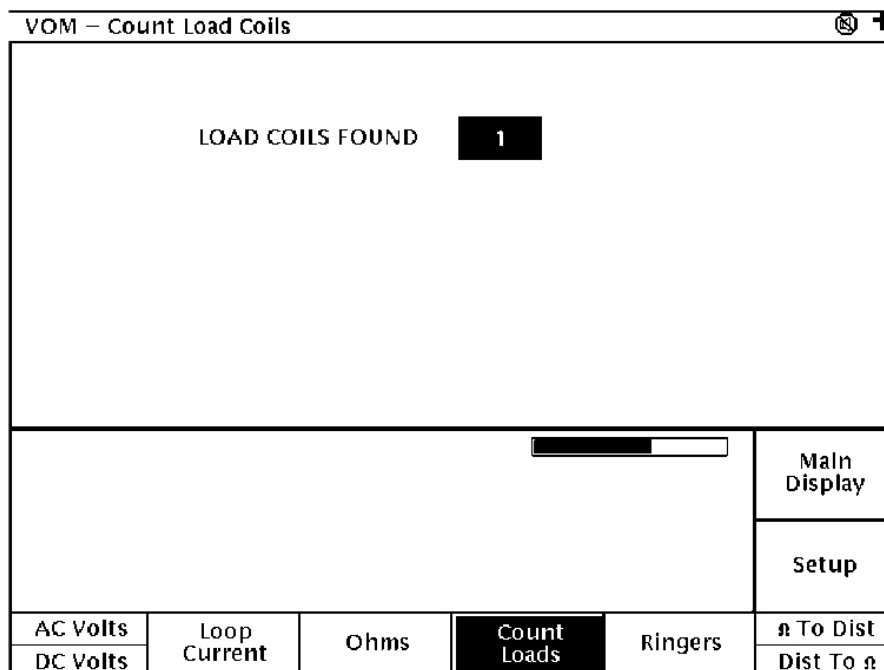 VOM – Count Load Coils
LOAD COILS FOUND 1
Main
Display
Setup
AC Volts
DC Volts
Loop
Current
Ohms
Count
Loads
Ringers
Ω To Dist
Dist To Ω